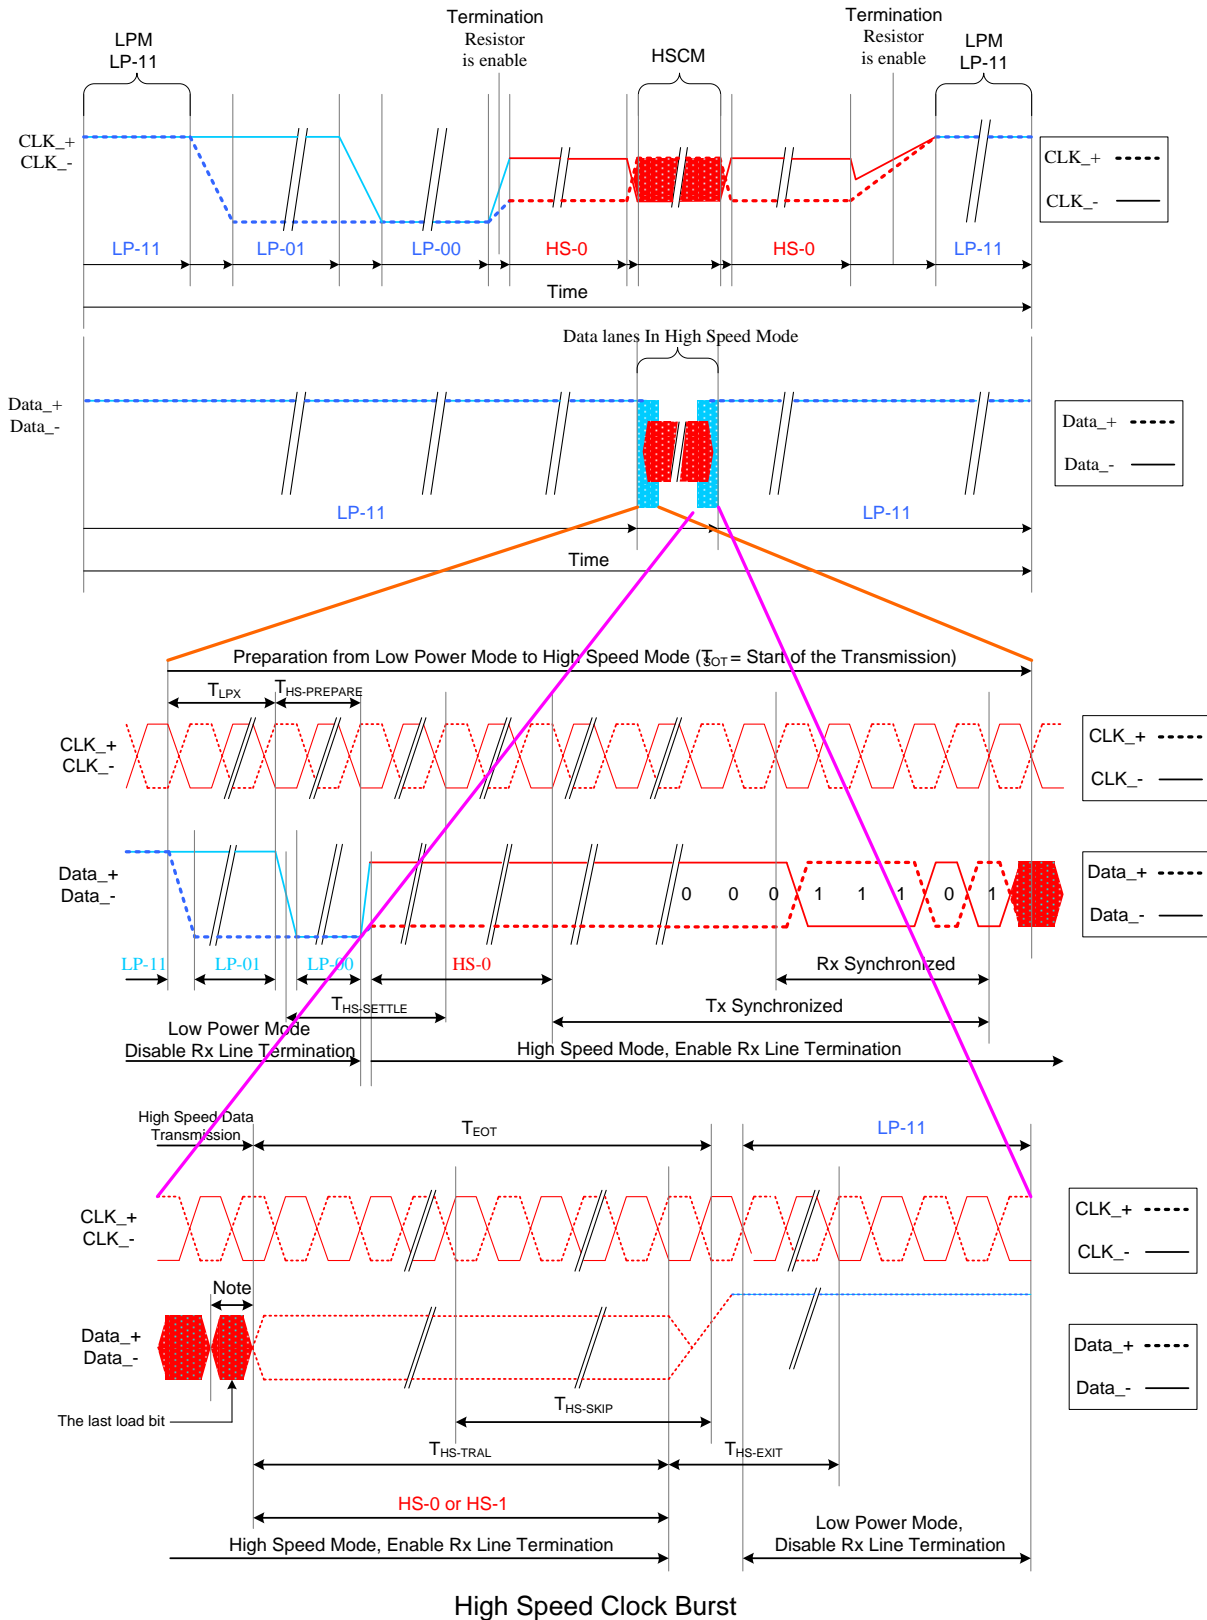 LPM
LP-11
Termination
Resistor
is enable
HSCM
Termination
Resistor
is enable
LPM
LP-11
CLK_+
CLK_-
CLK_+
CLK_-
LP-11
LP-01
LP-00
HS-0
HS-0
LP-11
Time
Data lanes In High Speed Mode
Data_+
Data_-
Data_+
Data_-
LP-11
LP-11
Time
Preparation from Low Power Mode to High Speed Mode (TSOT = Start of the Transmission)
TLPX
THS-PREPARE
CLK_+
CLK_-
CLK_+
CLK_-
Data_+
Data_-
0 0 0 1 1 1 0 1
Data_+
Data_-
LP-11
LP-01
LP-00
HS-0
Rx Synchronized
THS-SETTLE
Tx Synchronized
Low Power Mode
Disable Rx Line Termination
High Speed Mode, Enable Rx Line Termination
High Speed Data
Transmission
TEOT
LP-11
CLK_+
CLK_-
CLK_+
CLK_-
Note
Data_+
Data_-
Data_+
Data_-
The last load bit
THS-SKIP
THS-TRAL
THS-EXIT
HS-0 or HS-1
High Speed Mode, Enable Rx Line Termination
Low Power Mode,
Disable Rx Line Termination
High Speed Clock Burst